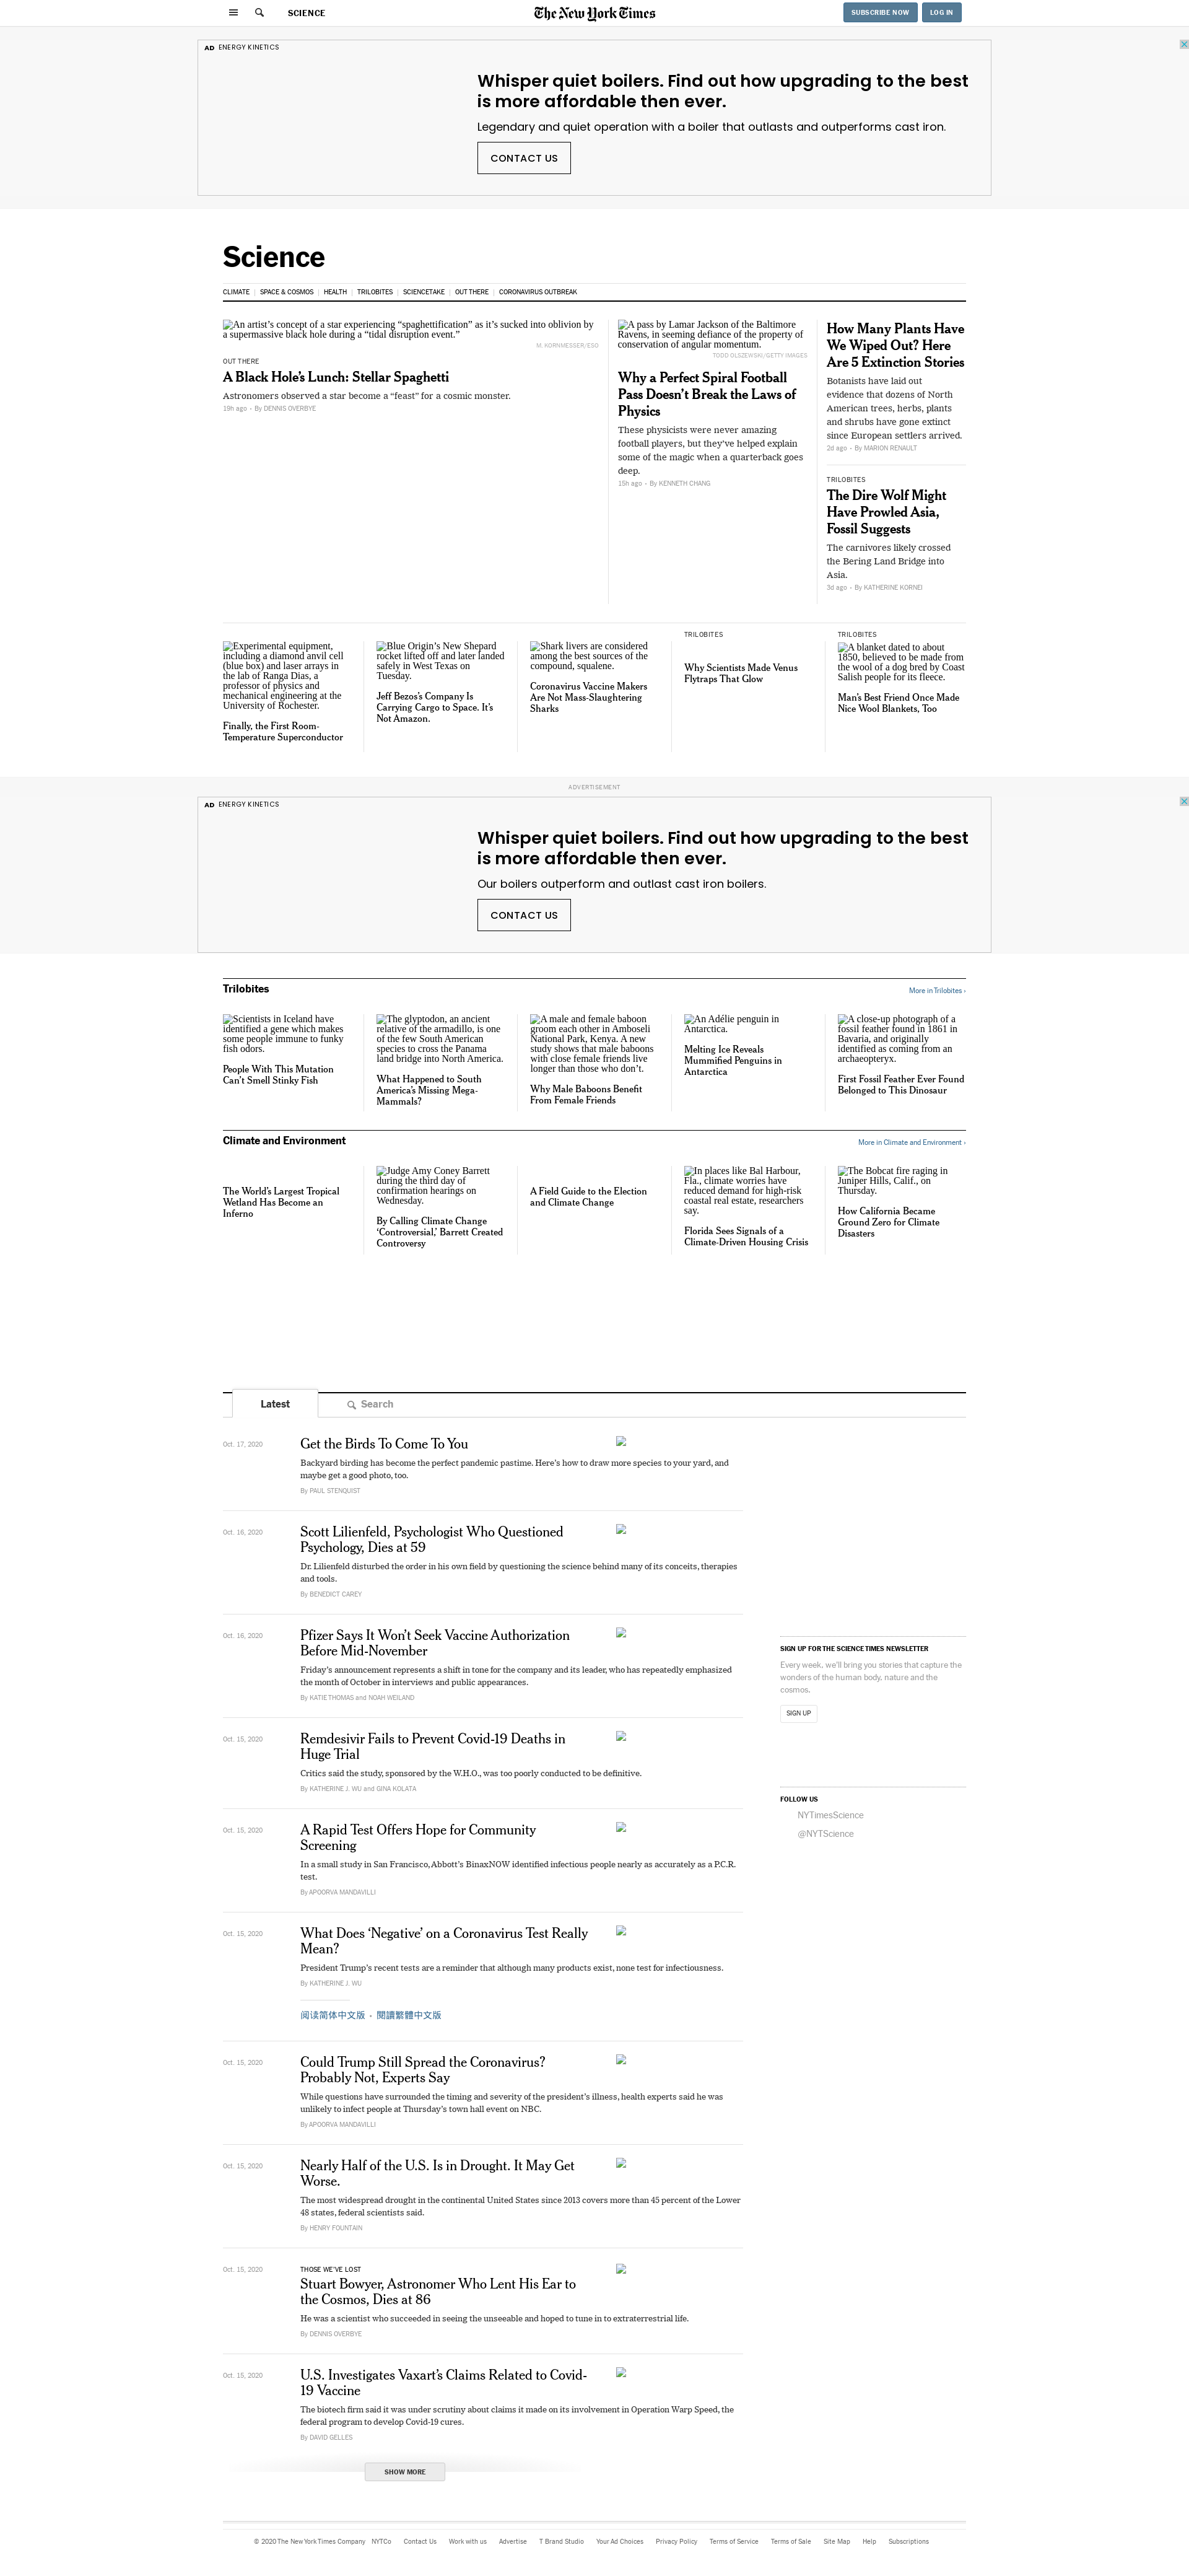 SCIENCE
The New York Times
SUBSCRIBE NOW
LOG IN
AD ENERGY KINETICS
Whisper quiet boilers. Find out how upgrading to the best
is more affordable then ever.
Legendary and quiet operation with a boiler that outlasts and outperforms cast iron.
CONTACT US
Science
CLIMATE | SPACE & COSMOS | HEALTH | TRILOBITES | SCIENCETAKE | OUT THERE | CORONAVIRUS OUTBREAK
An artist’s concept of a star experiencing “spaghettification” as it’s sucked into oblivion by
a supermassive black hole during a “tidal disruption event.”
M. KORNMESSER/ESO
OUT THERE
A Black Hole’s Lunch: Stellar Spaghetti
Astronomers observed a star become a “feast” for a cosmic monster.
19h ago • By DENNIS OVERBYE
A pass by Lamar Jackson of the Baltimore
Ravens, in seeming defiance of the property of
conservation of angular momentum.
TODD OLSZEWSKI/GETTY IMAGES
Why a Perfect Spiral Football
Pass Doesn’t Break the Laws of
Physics
These physicists were never amazing
football players, but they’ve helped explain
some of the magic when a quarterback goes
deep.
15h ago • By KENNETH CHANG
How Many Plants Have
We Wiped Out? Here
Are 5 Extinction Stories
Botanists have laid out
evidence that dozens of North
American trees, herbs, plants
and shrubs have gone extinct
since European settlers arrived.
2d ago • By MARION RENAULT
TRILOBITES
The Dire Wolf Might
Have Prowled Asia,
Fossil Suggests
The carnivores likely crossed
the Bering Land Bridge into
Asia.
3d ago • By KATHERINE KORNEI
Experimental equipment,
including a diamond anvil cell
(blue box) and laser arrays in
the lab of Ranga Dias, a
professor of physics and
mechanical engineering at the
University of Rochester.
Finally, the First Room-
Temperature Superconductor
Blue Origin’s New Shepard
rocket lifted off and later landed
safely in West Texas on
Tuesday.
Jeff Bezos’s Company Is
Carrying Cargo to Space. It’s
Not Amazon.
Shark livers are considered
among the best sources of the
compound, squalene.
Coronavirus Vaccine Makers
Are Not Mass-Slaughtering
Sharks
TRILOBITES
Why Scientists Made Venus
Flytraps That Glow
TRILOBITES
A blanket dated to about
1850, believed to be made from
the wool of a dog bred by Coast
Salish people for its fleece.
Man’s Best Friend Once Made
Nice Wool Blankets, Too
ADVERTISEMENT
AD ENERGY KINETICS
Whisper quiet boilers. Find out how upgrading to the best
is more affordable then ever.
Our boilers outperform and outlast cast iron boilers.
CONTACT US
Trilobites
More in Trilobites ›
Scientists in Iceland have
identified a gene which makes
some people immune to funky
fish odors.
People With This Mutation
Can’t Smell Stinky Fish
The glyptodon, an ancient
relative of the armadillo, is one
of the few South American
species to cross the Panama
land bridge into North America.
What Happened to South
America’s Missing Mega-
Mammals?
A male and female baboon
groom each other in Amboseli
National Park, Kenya. A new
study shows that male baboons
with close female friends live
longer than those who don’t.
Why Male Baboons Benefit
From Female Friends
An Adélie penguin in
Antarctica.
Melting Ice Reveals
Mummified Penguins in
Antarctica
A close-up photograph of a
fossil feather found in 1861 in
Bavaria, and originally
identified as coming from an
archaeopteryx.
First Fossil Feather Ever Found
Belonged to This Dinosaur
Climate and Environment
More in Climate and Environment ›
The World’s Largest Tropical
Wetland Has Become an
Inferno
Judge Amy Coney Barrett
during the third day of
confirmation hearings on
Wednesday.
By Calling Climate Change
‘Controversial,’ Barrett Created
Controversy
A Field Guide to the Election
and Climate Change
In places like Bal Harbour,
Fla., climate worries have
reduced demand for high-risk
coastal real estate, researchers
say.
Florida Sees Signals of a
Climate-Driven Housing Crisis
The Bobcat fire raging in
Juniper Hills, Calif., on
Thursday.
How California Became
Ground Zero for Climate
Disasters
Latest
Search
Oct. 17, 2020
Get the Birds To Come To You
Backyard birding has become the perfect pandemic pastime. Here’s how to draw more species to your yard, and
maybe get a good photo, too.
By PAUL STENQUIST
Oct. 16, 2020
Scott Lilienfeld, Psychologist Who Questioned
Psychology, Dies at 59
Dr. Lilienfeld disturbed the order in his own field by questioning the science behind many of its conceits, therapies
and tools.
By BENEDICT CAREY
Oct. 16, 2020
Pfizer Says It Won’t Seek Vaccine Authorization
Before Mid-November
Friday’s announcement represents a shift in tone for the company and its leader, who has repeatedly emphasized
the month of October in interviews and public appearances.
By KATIE THOMAS and NOAH WEILAND
Oct. 15, 2020
Remdesivir Fails to Prevent Covid-19 Deaths in
Huge Trial
Critics said the study, sponsored by the W.H.O., was too poorly conducted to be definitive.
By KATHERINE J. WU and GINA KOLATA
Oct. 15, 2020
A Rapid Test Offers Hope for Community
Screening
In a small study in San Francisco, Abbott’s BinaxNOW identified infectious people nearly as accurately as a P.C.R.
test.
By APOORVA MANDAVILLI
Oct. 15, 2020
What Does ‘Negative’ on a Coronavirus Test Really
Mean?
President Trump’s recent tests are a reminder that although many products exist, none test for infectiousness.
By KATHERINE J. WU
阅读简体中文版 • 閱讀繁體中文版
Oct. 15, 2020
Could Trump Still Spread the Coronavirus?
Probably Not, Experts Say
While questions have surrounded the timing and severity of the president’s illness, health experts said he was
unlikely to infect people at Thursday’s town hall event on NBC.
By APOORVA MANDAVILLI
Oct. 15, 2020
Nearly Half of the U.S. Is in Drought. It May Get
Worse.
The most widespread drought in the continental United States since 2013 covers more than 45 percent of the Lower
48 states, federal scientists said.
By HENRY FOUNTAIN
Oct. 15, 2020
THOSE WE’VE LOST
Stuart Bowyer, Astronomer Who Lent His Ear to
the Cosmos, Dies at 86
He was a scientist who succeeded in seeing the unseeable and hoped to tune in to extraterrestrial life.
By DENNIS OVERBYE
Oct. 15, 2020
U.S. Investigates Vaxart’s Claims Related to Covid-
19 Vaccine
The biotech firm said it was under scrutiny about claims it made on its involvement in Operation Warp Speed, the
federal program to develop Covid-19 cures.
By DAVID GELLES
SHOW MORE
SIGN UP FOR THE SCIENCE TIMES NEWSLETTER
Every week, we’ll bring you stories that capture the
wonders of the human body, nature and the
cosmos.
SIGN UP
FOLLOW US
NYTimesScience
@NYTScience
© 2020 The New York Times Company NYTCo Contact Us Work with us Advertise T Brand Studio Your Ad Choices Privacy Policy Terms of Service Terms of Sale Site Map Help Subscriptions